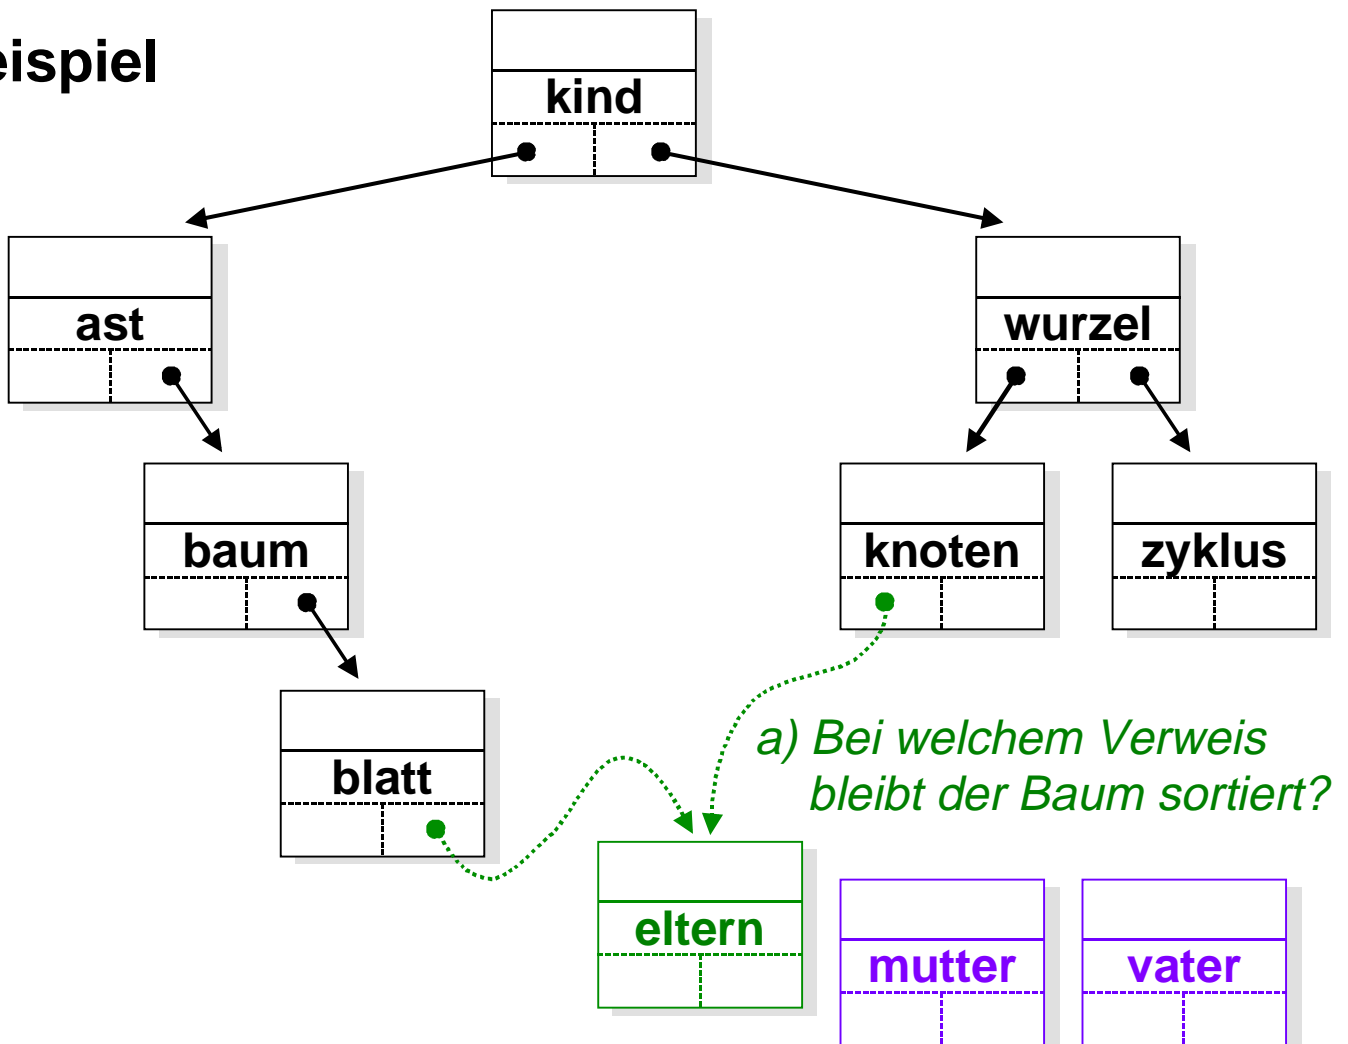 eispiel
kind
ast
wurzel
baum
knoten
zyklus
a) Bei welchem Verweis
bleibt der Baum sortiert?
blatt
eltern
mutter
vater